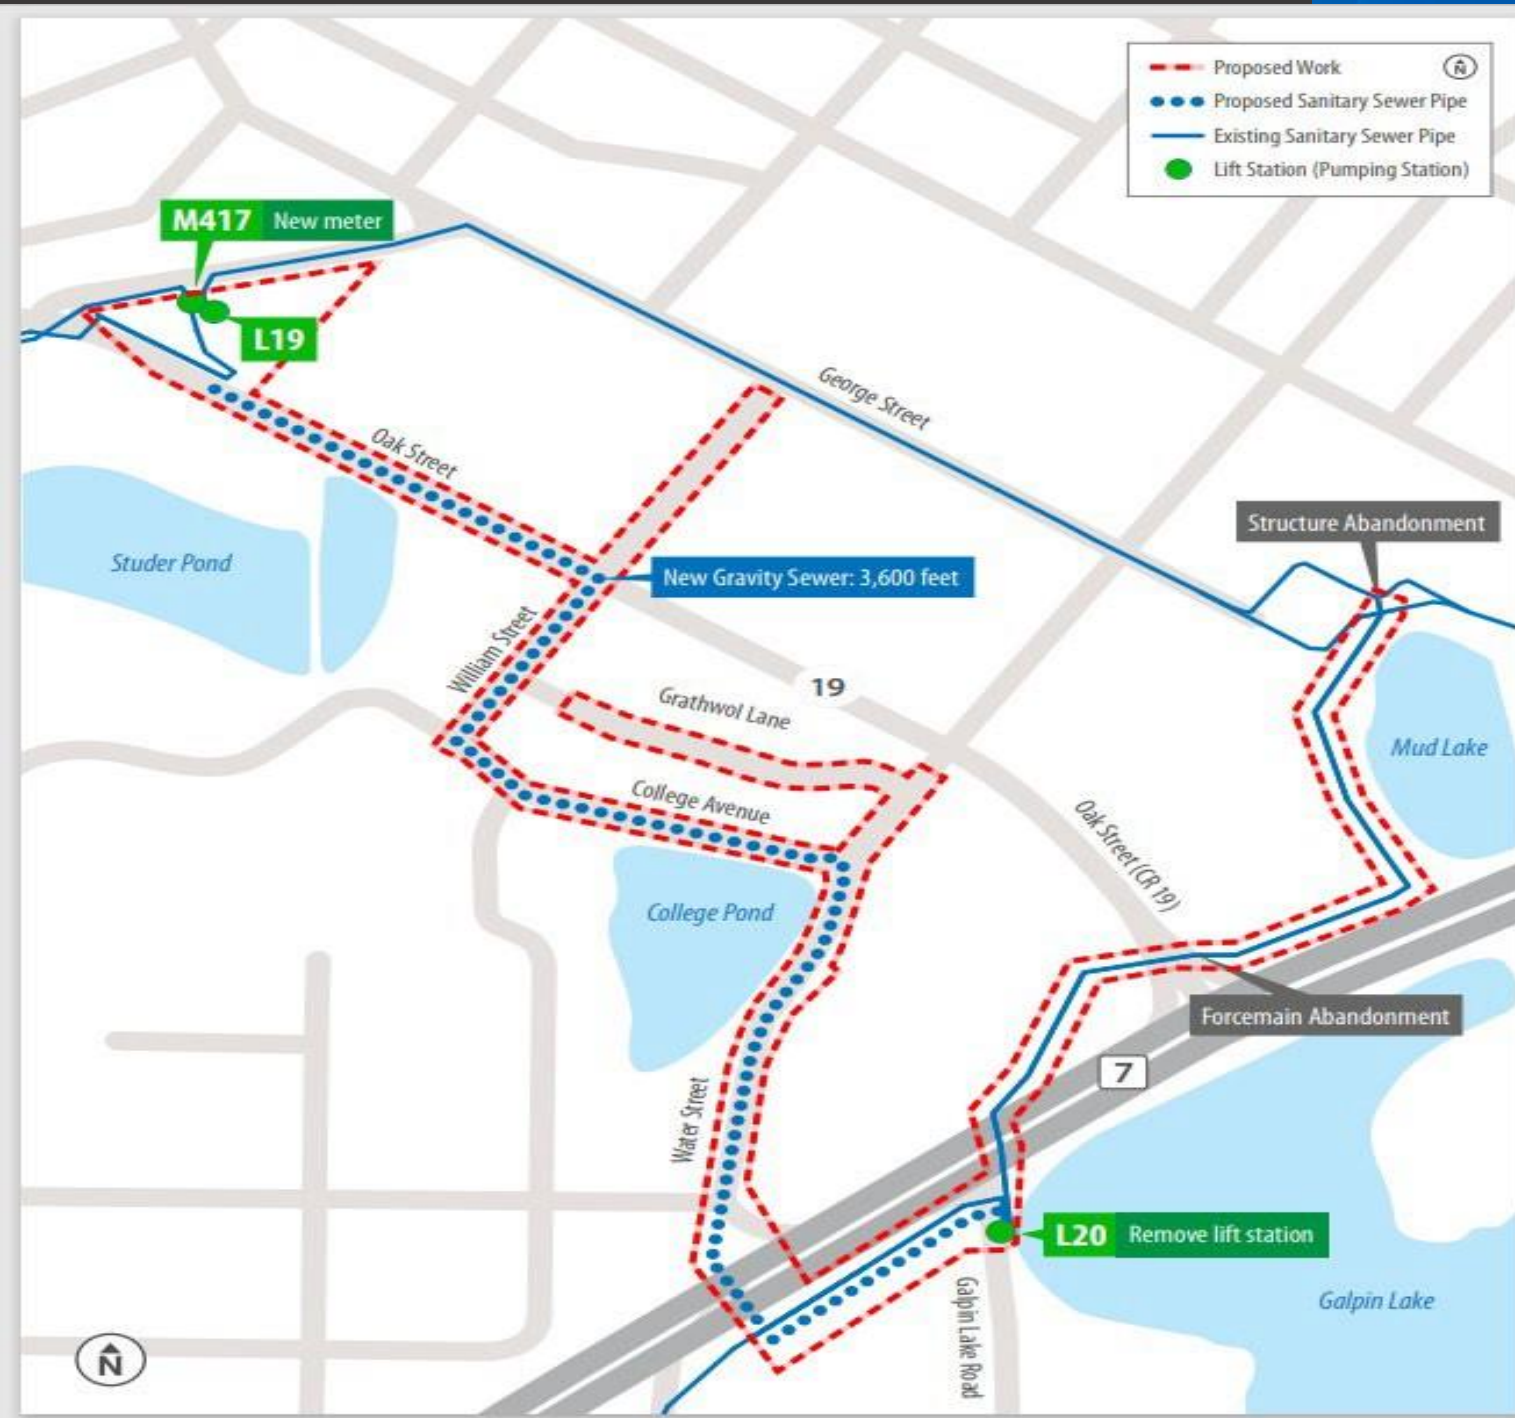 Proposed Work
N
Proposed Sanitary Sewer Pipe
Existing Sanitary Sewer Pipe
Lift Station (Pumping Station)
M417 New meter
L19
George Street
Oak Street
Structure Abandonment
Studer Pond
New Gravity Sewer: 3,600 feet
William Street
19
Grathwol Lane
Mud Lake
College Avenue
Oak Street (CR 19)
College Pond
Forcemain Abandonment
7
Water Street
L20 Remove lift station
Galpin Lake Road
Galpin Lake
N